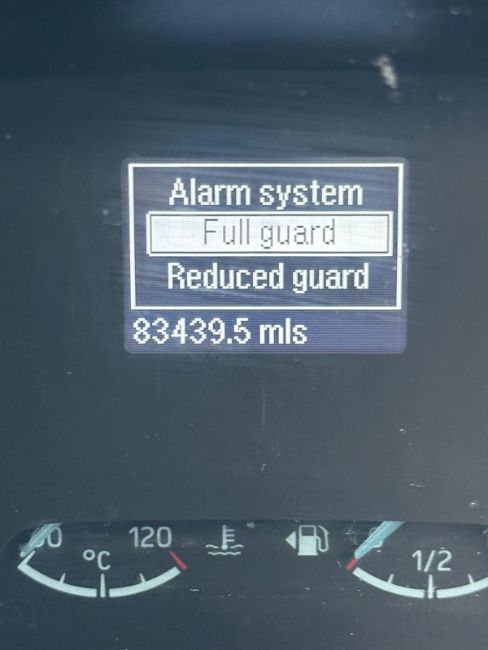 Alarm system
Full guard
Reduced guard
83439.5 mls
120
°C
1/2